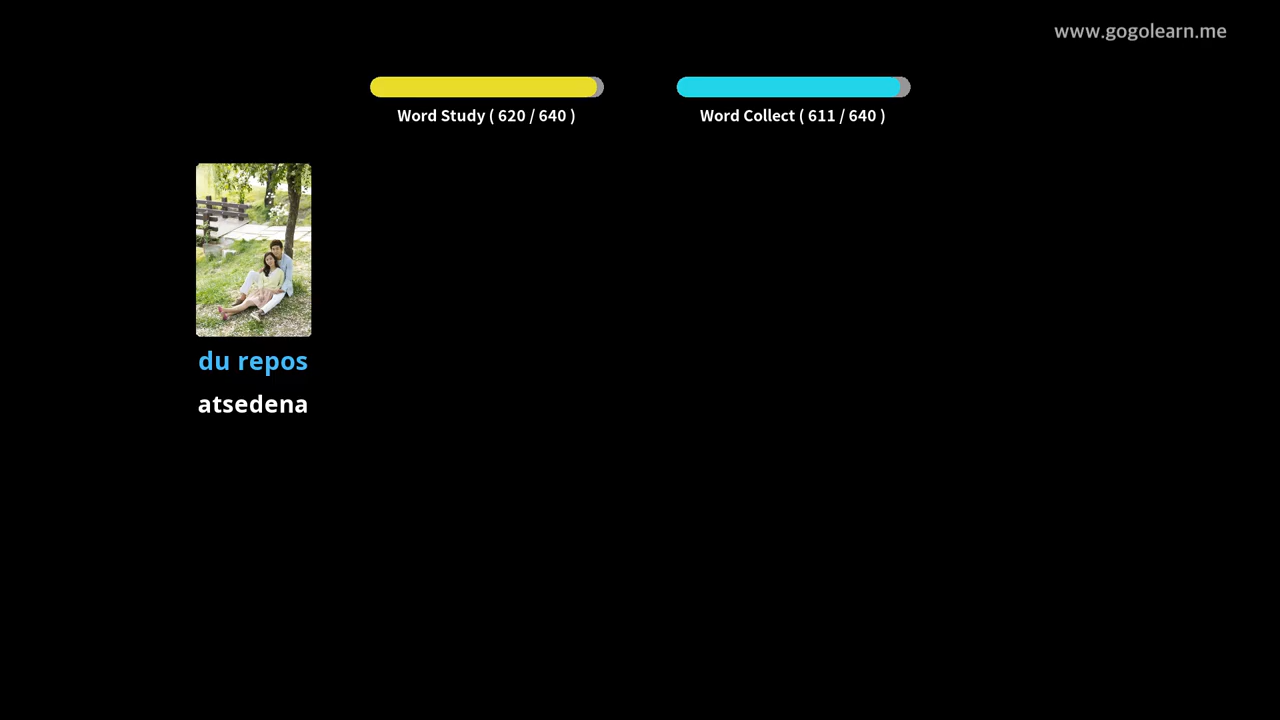 www.gogolearn.me
Word Study ( 620 / 640 )
Word Collect ( 611 / 640 )
du repos
atsedena